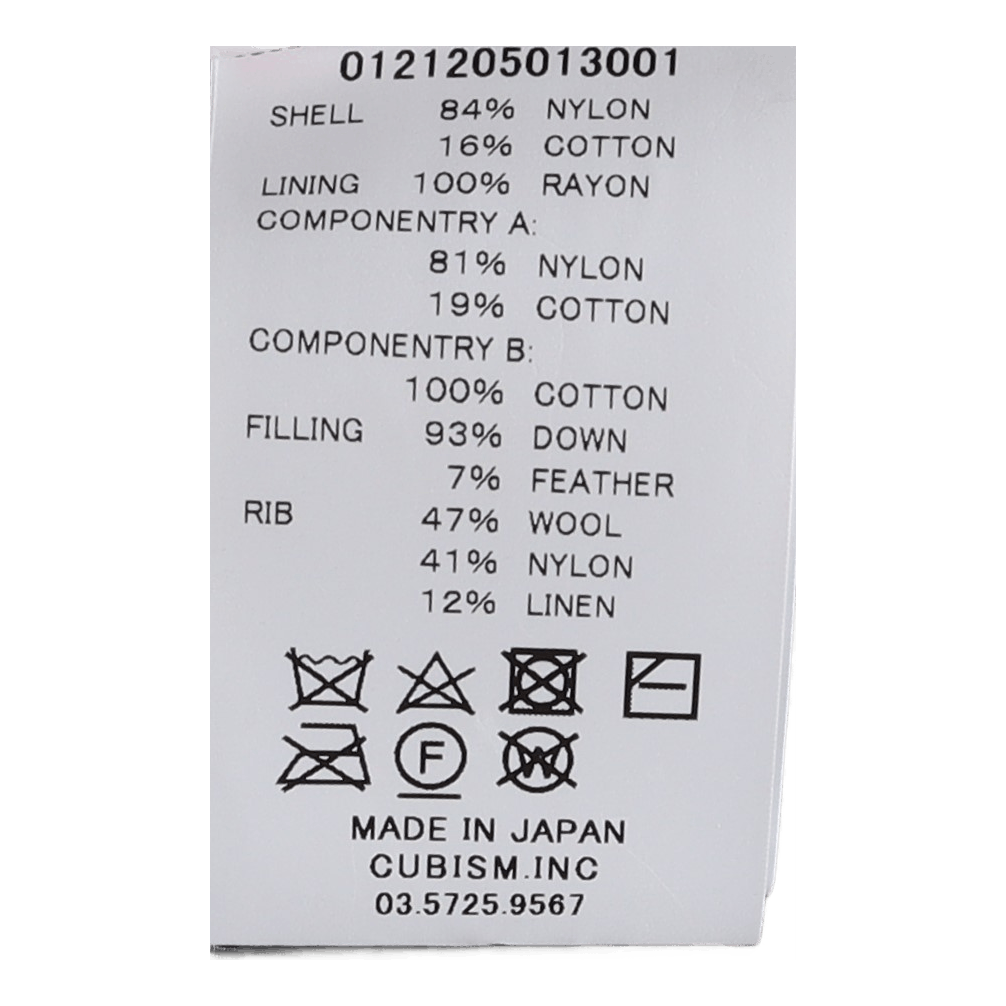 0121205013001
SHELL 84% NYLON
16% COTTON
LINING 100% RAYON
COMPONENTRY A:
81% NYLON
19% COTTON
COMPONENTRY B:
100% COTTON
FILLING 93% DOWN
7% FEATHER
RIB 47% WOOL
41% NYLON
12% LINEN
F W
MADE IN JAPAN
CUBISM.INC
03.5725.9567